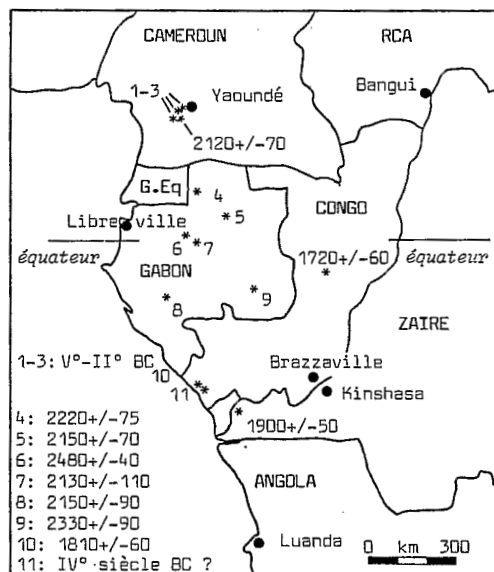 CAMEROUN
RCA
1-3
Yaoundé
Bangui
2120+/-70
G.Eq
4
CONGO
5
Libreville
6
7
1720+/-60
équateur
équateur
GABON
9
8
ZAIRE
1-3: V°-II° BC
Brazzaville
10
11
Kinshasa
1900+/-50
4: 2220+/-75
5: 2150+/-70
6: 2480+/-40
7: 2130+/-110
8: 2150+/-90
9: 2330+/-90
10: 1810+/-60
11: IV° siècle BC ?
ANGOLA
Luanda
0 km 300